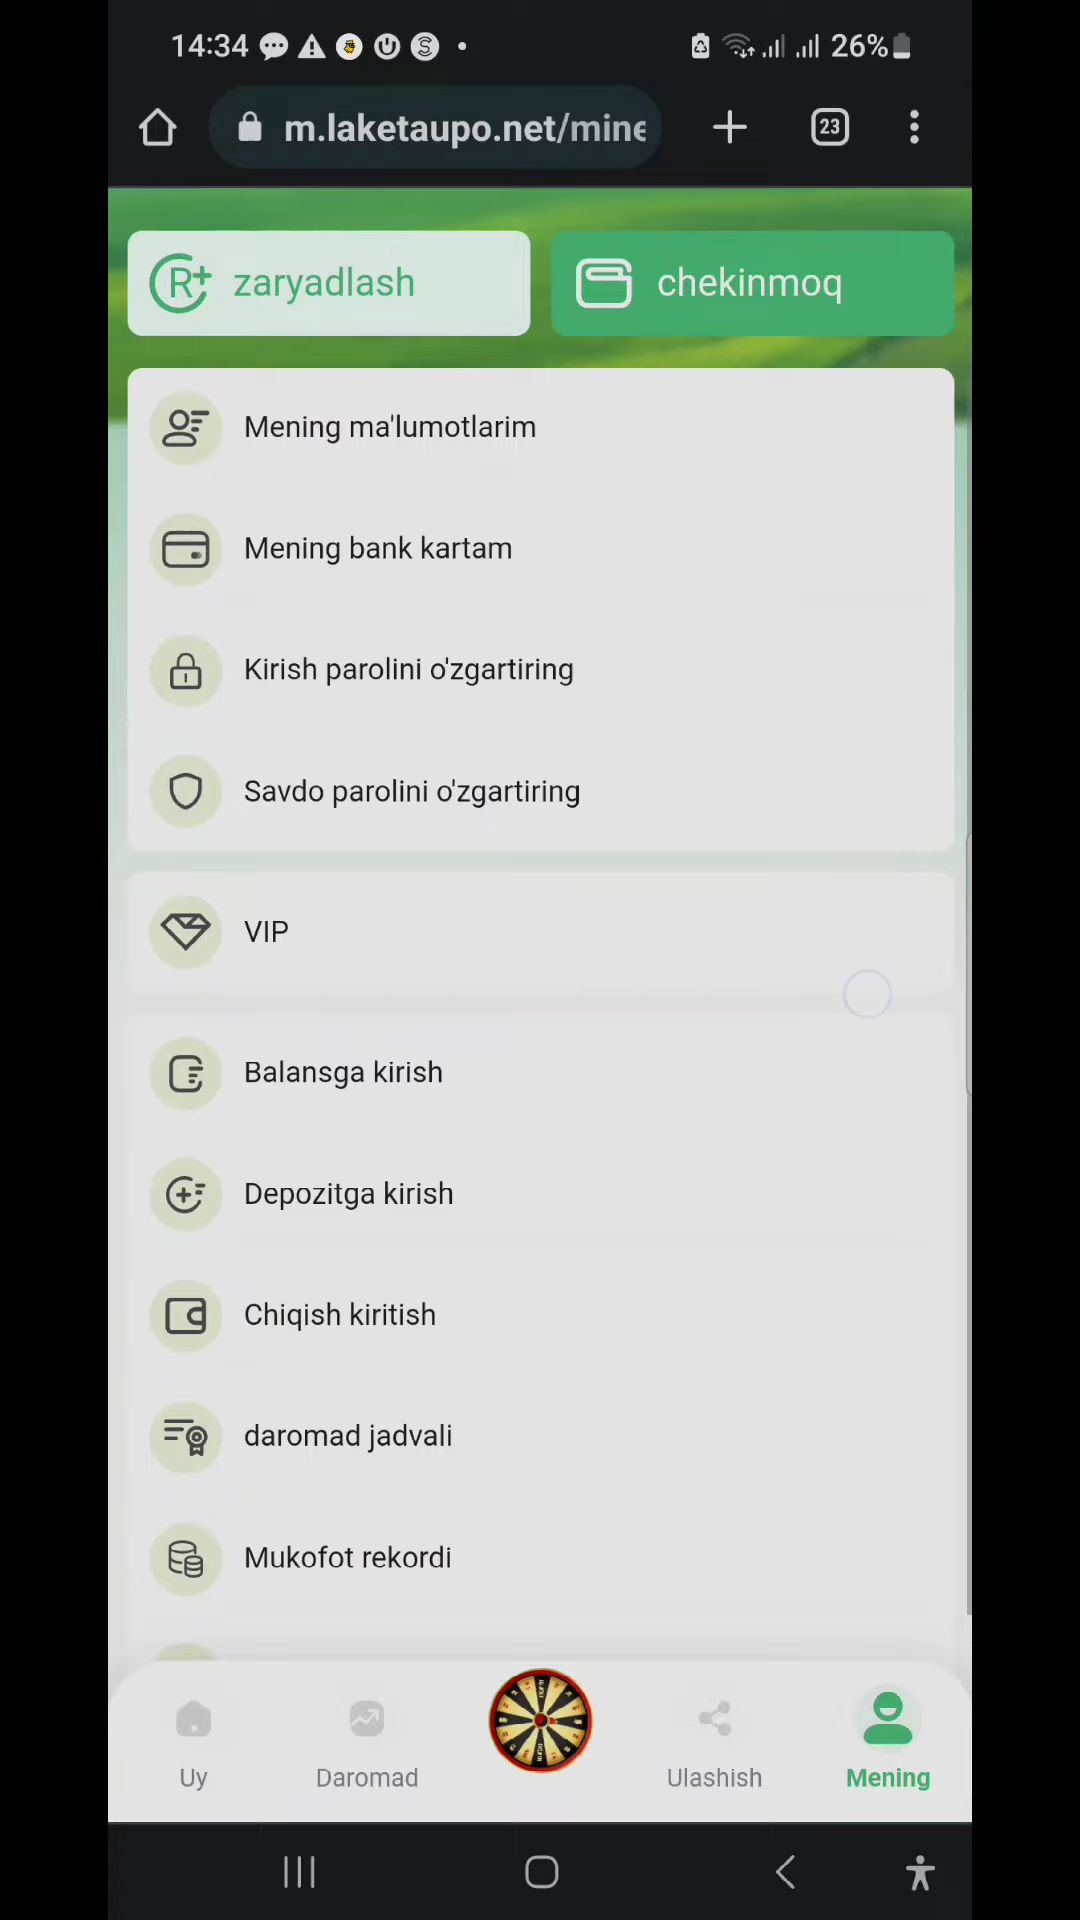 14:34
26%
m.laketaupo.net/mine
23
zaryadlash
chekinmoq
Mening ma'lumotlarim
Mening bank kartam
Kirish parolini o'zgartiring
Savdo parolini o'zgartiring
VIP
Balansga kirish
Depozitga kirish
Chiqish kiritish
daromad jadvali
Mukofot rekordi
Uy
Daromad
Ulashish
Mening